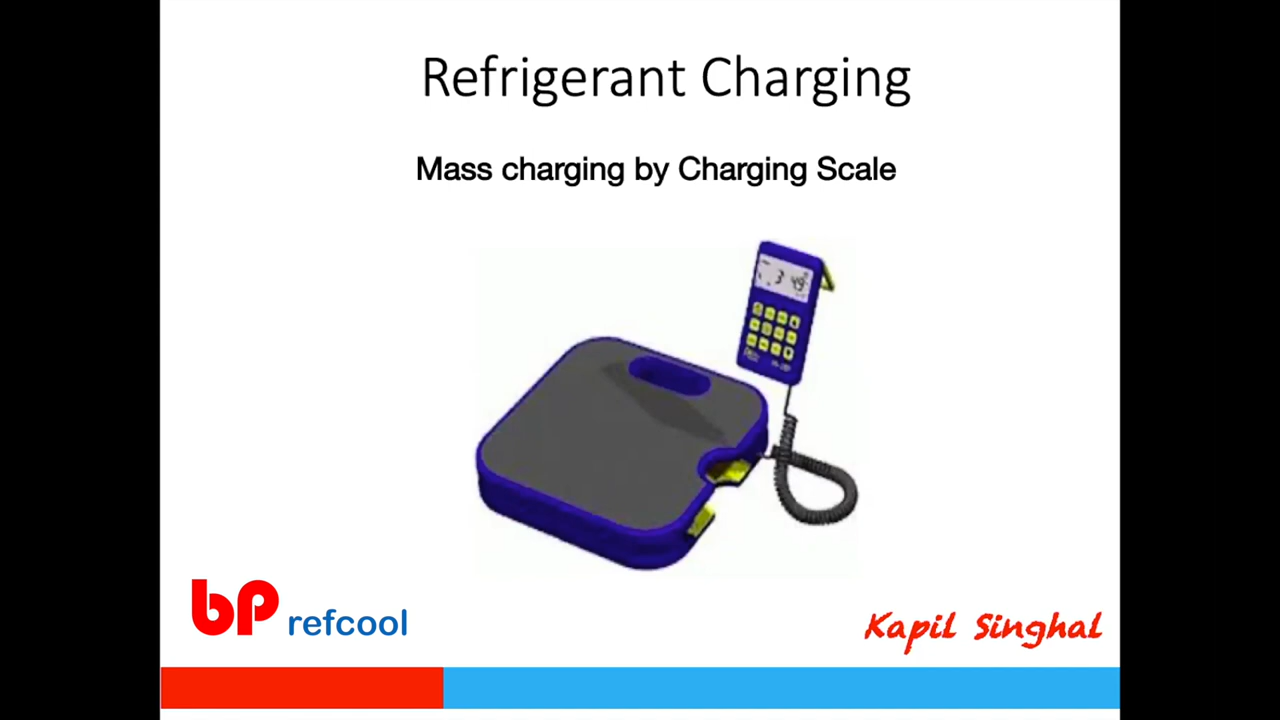 Refrigerant Charging
Mass charging by Charging Scale
bp refcool
Kapil Singhal